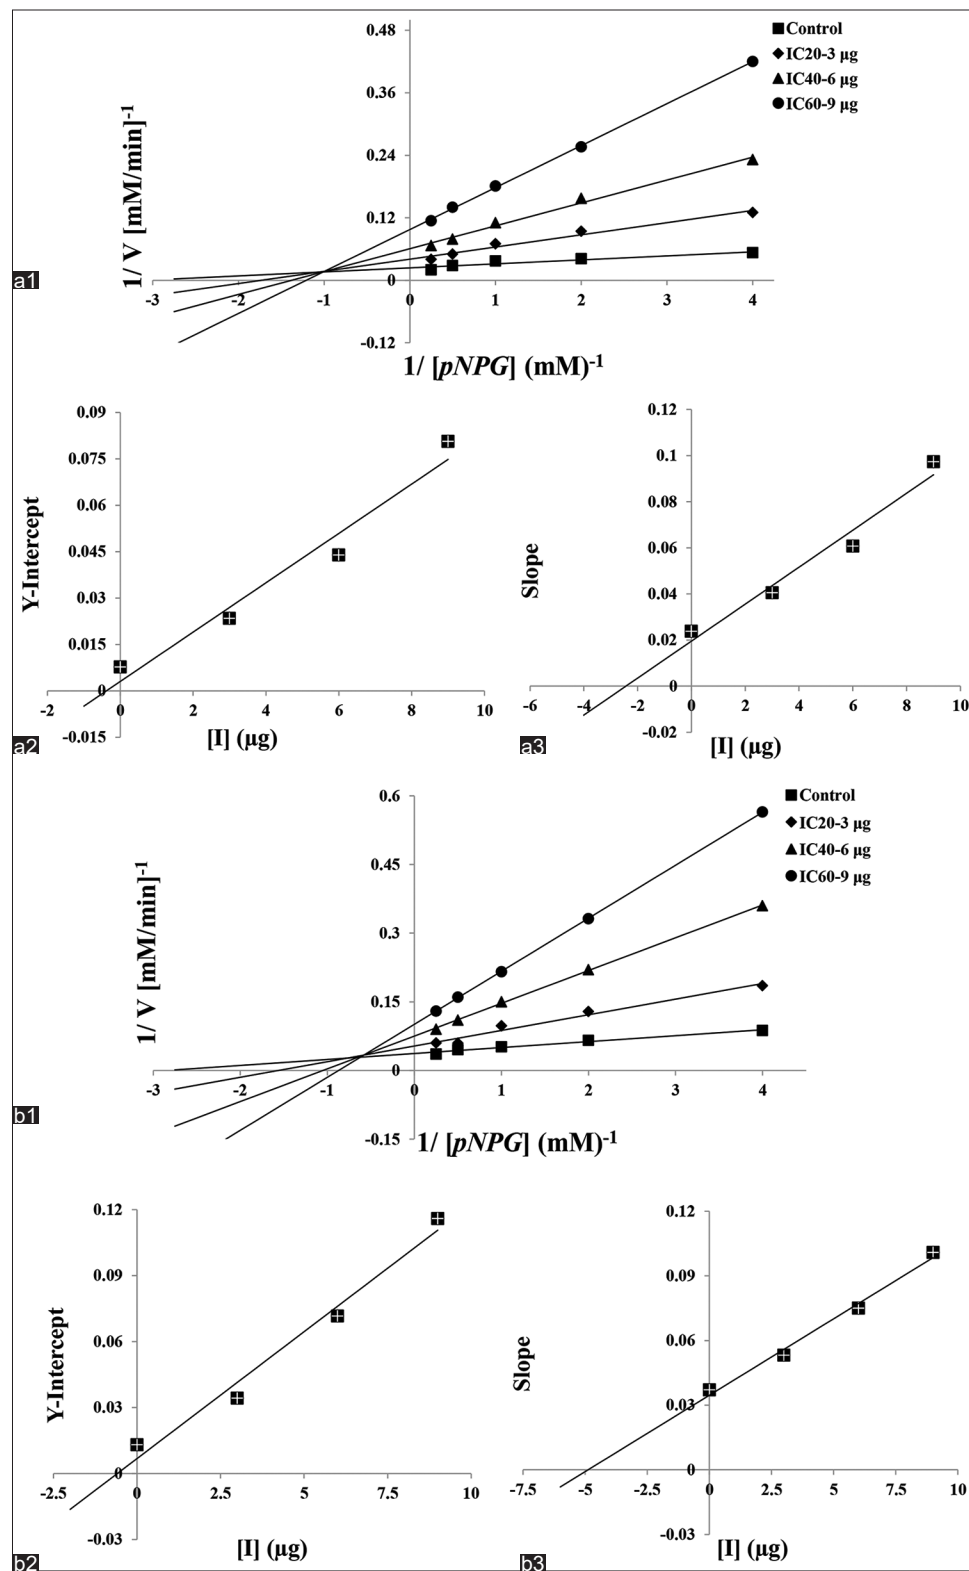 0.48
Control
IC20-3 µg
IC40-6 µg
IC60-9 µg
0.36
0.24
0.12
0
-0.12
1/ V [mM/min]-1
-3 -2 -1 0 1 2 3 4
1/ [pNPG] (mM)-1
a1
0.09
0.075
0.06
0.045
0.03
0.015
0
-0.015
Y-Intercept
-2 0 2 4 6 8 10
[I] (µg)
a2
0.12
0.1
0.08
0.06
0.04
0.02
0
-0.02
Slope
-6 -4 -2 0 2 4 6 8 10
[I] (µg)
a3
0.6
Control
IC20-3 µg
IC40-6 µg
IC60-9 µg
0.45
0.3
0.15
0
-0.15
1/ V [mM/min]-1
-3 -2 -1 0 1 2 3 4
1/ [pNPG] (mM)-1
b1
0.12
0.09
0.06
0.03
0
-0.03
Y-Intercept
-2.5 0 2.5 5 7.5 10
[I] (µg)
b2
0.12
0.09
0.06
0.03
0
-0.03
Slope
-7.5 -5 -2.5 0 2.5 5 7.5 10
[I] (µg)
b3